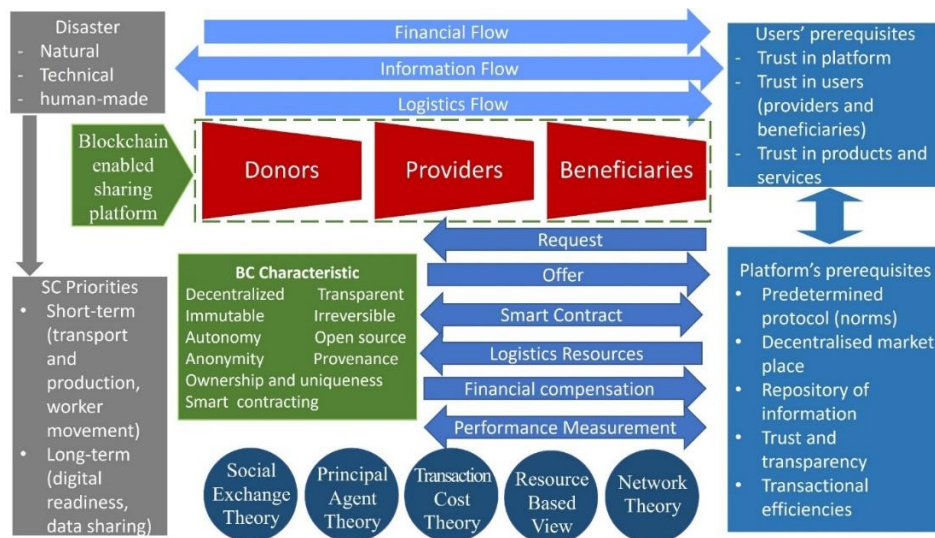 Disaster
- Natural
- Technical
- human-made
Financial Flow
Information Flow
Logistics Flow
Users' prerequisites
- Trust in platform
- Trust in users
(providers and
beneficiaries)
- Trust in products and
services
Blockchain
enabled
sharing
platform
Donors
Providers
Beneficiaries
SC Priorities
• Short-term
(transport
and
production,
worker
movement)
• Long-term
(digital
readiness,
data sharing)
BC Characteristic
Decentralized Transparent
Immutable Irreversible
Autonomy Open source
Anonymity Provenance
Ownership and uniqueness
Smart contracting
Request
Offer
Smart Contract
Logistics Resources
Financial compensation
Performance Measurement
Platform's prerequisites
• Predetermined
protocol (norms)
• Decentralised market
place
• Repository of
information
• Trust and
transparency
• Transactional
efficiencies
Social
Exchange
Theory
Principal
Agent
Theory
Transaction
Cost Theory
Resource
Based
View
Network
Theory